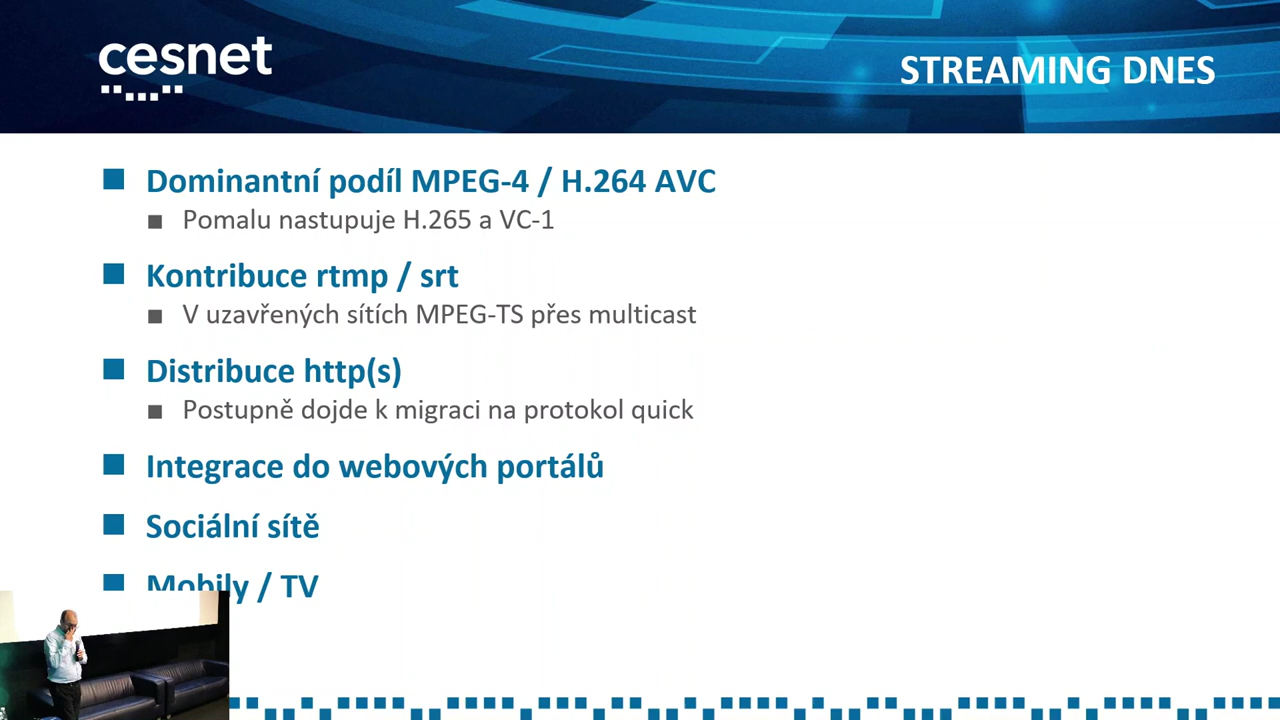 cesnet
STREAMING DNES
Dominantní podíl MPEG-4 / H.264 AVC
Pomalu nastupuje H.265 a VC-1
Kontribuce rtmp / srt
V uzavřených sítích MPEG-TS přes multicast
Distribuce http(s)
Postupně dojde k migraci na protokol quick
Integrace do webových portálů
Sociální sítě
Mobily / TV